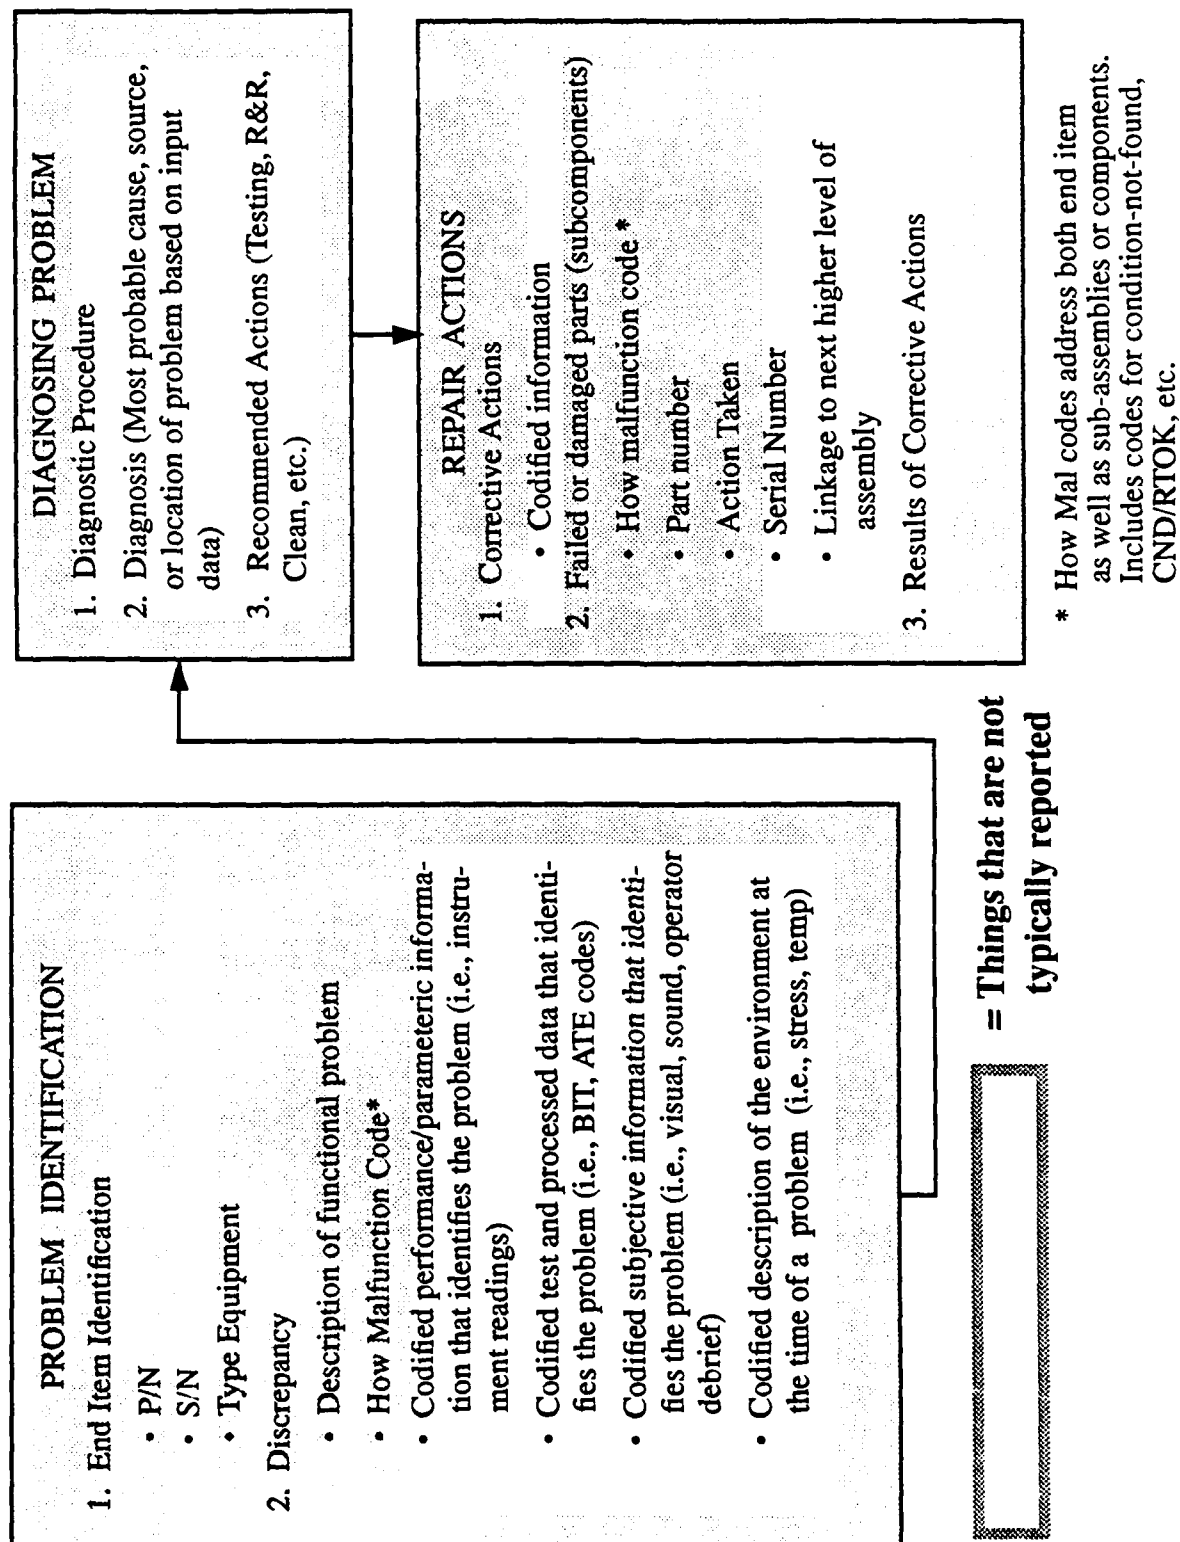 PROBLEM IDENTIFICATION
1. End Item Identification
• P/N
• S/N
• Type Equipment
2. Discrepancy
• Description of functional problem
• How Malfunction Code*
• Codified performance/parameteric informa-
tion that identifies the problem (i.e., instru-
ment readings)
• Codified test and processed data that identi-
fies the problem (i.e., BIT, ATE codes)
• Codified subjective information that identi-
fies the problem (i.e., visual, sound, operator
debrief)
• Codified description of the environment at
the time of a problem (i.e., stress, temp)
DIAGNOSING PROBLEM
1. Diagnostic Procedure
2. Diagnosis (Most probable cause, source,
or location of problem based on input
data)
3. Recommended Actions (Testing, R&R,
Clean, etc.)
REPAIR ACTIONS
1. Corrective Actions
• Codified information
2. Failed or damaged parts (subcomponents)
• How malfunction code *
• Part number
• Action Taken
• Serial Number
• Linkage to next higher level of
assembly
3. Results of Corrective Actions
= Things that are not
typically reported
* How Mal codes address both end item
as well as sub-assemblies or components.
Includes codes for condition-not-found,
CND/RTOK, etc.